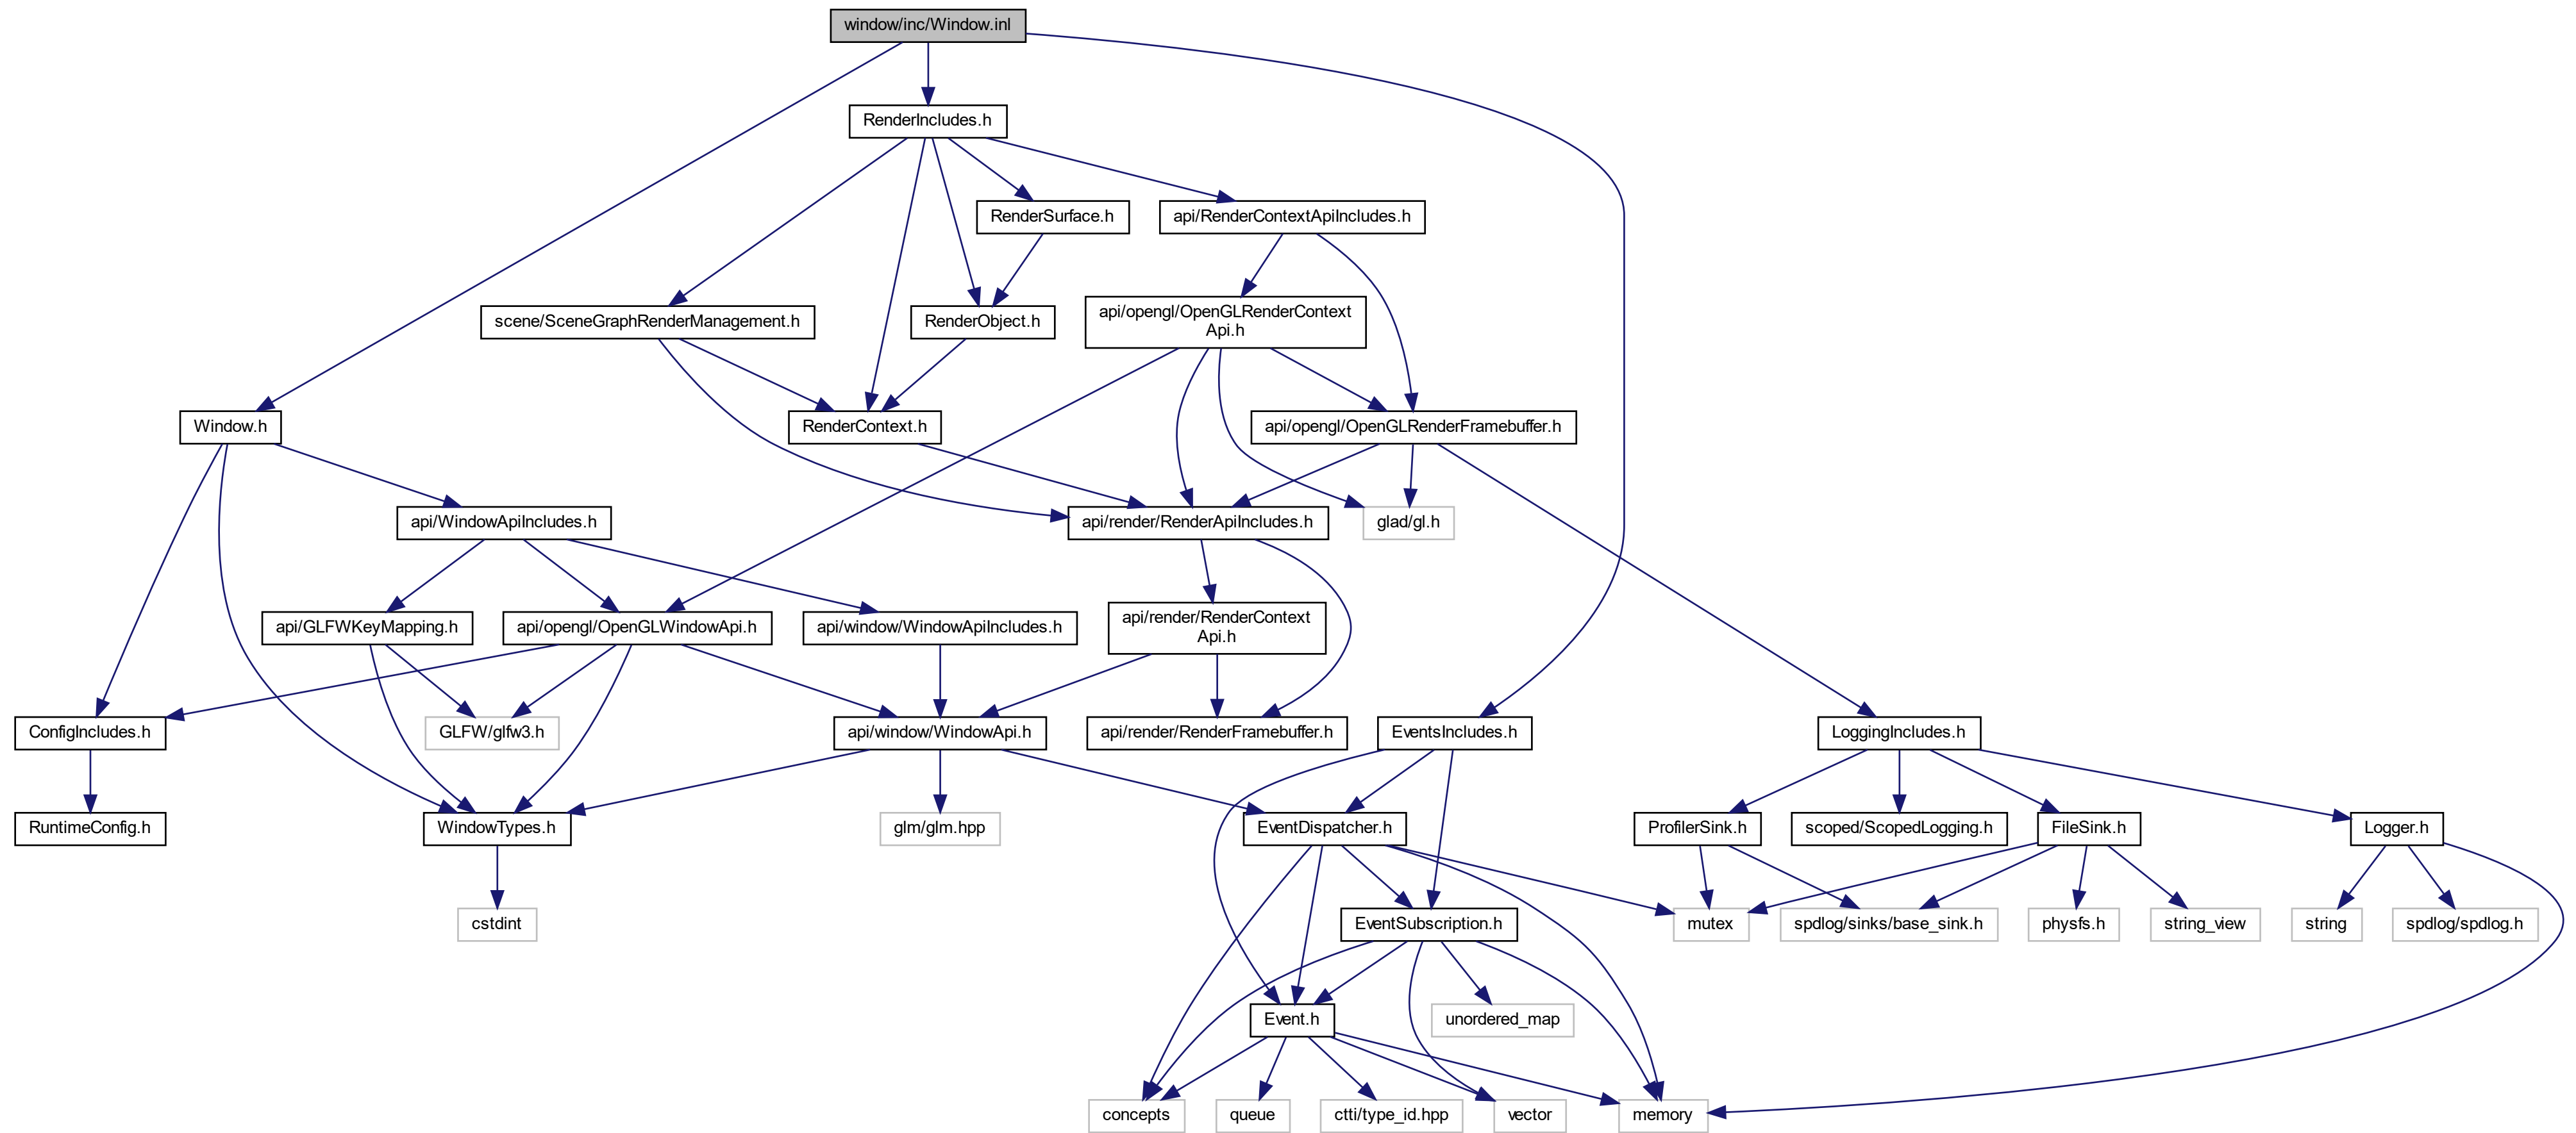 window/inc/Window.inl
RenderIncludes.h
RenderSurface.h
api/RenderContextApiIncludes.h
scene/SceneGraphRenderManagement.h
RenderObject.h
api/opengl/OpenGLRenderContext
Api.h
Window.h
RenderContext.h
api/opengl/OpenGLRenderFramebuffer.h
api/WindowApiIncludes.h
api/render/RenderApiIncludes.h
glad/gl.h
api/GLFWKeyMapping.h
api/opengl/OpenGLWindowApi.h
api/window/WindowApiIncludes.h
api/render/RenderContext
Api.h
ConfigIncludes.h
GLFW/glfw3.h
api/window/WindowApi.h
api/render/RenderFramebuffer.h
EventsIncludes.h
LoggingIncludes.h
RuntimeConfig.h
WindowTypes.h
glm/glm.hpp
EventDispatcher.h
ProfilerSink.h
scoped/ScopedLogging.h
FileSink.h
Logger.h
cstdint
EventSubscription.h
mutex
spdlog/sinks/base_sink.h
physfs.h
string_view
string
spdlog/spdlog.h
Event.h
unordered_map
concepts
queue
ctti/type_id.hpp
vector
memory